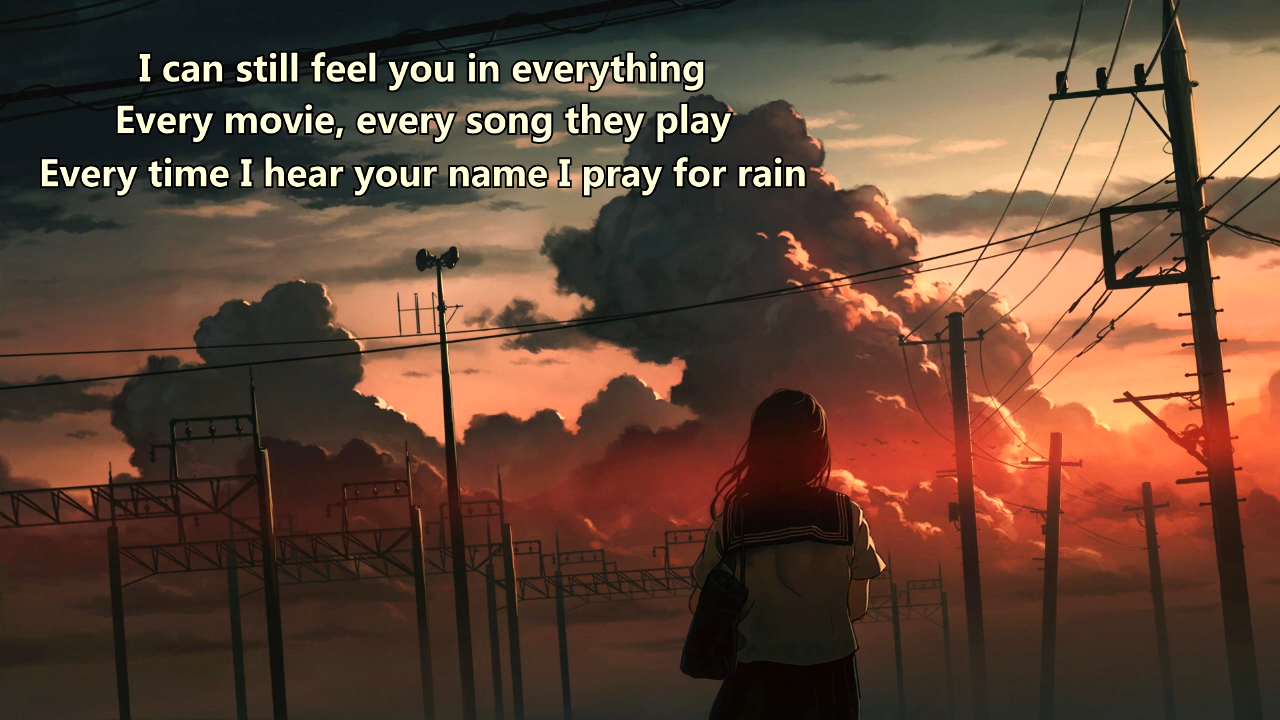 I can still feel you in everything
Every movie, every song they play
Every time I hear your name I pray for rain